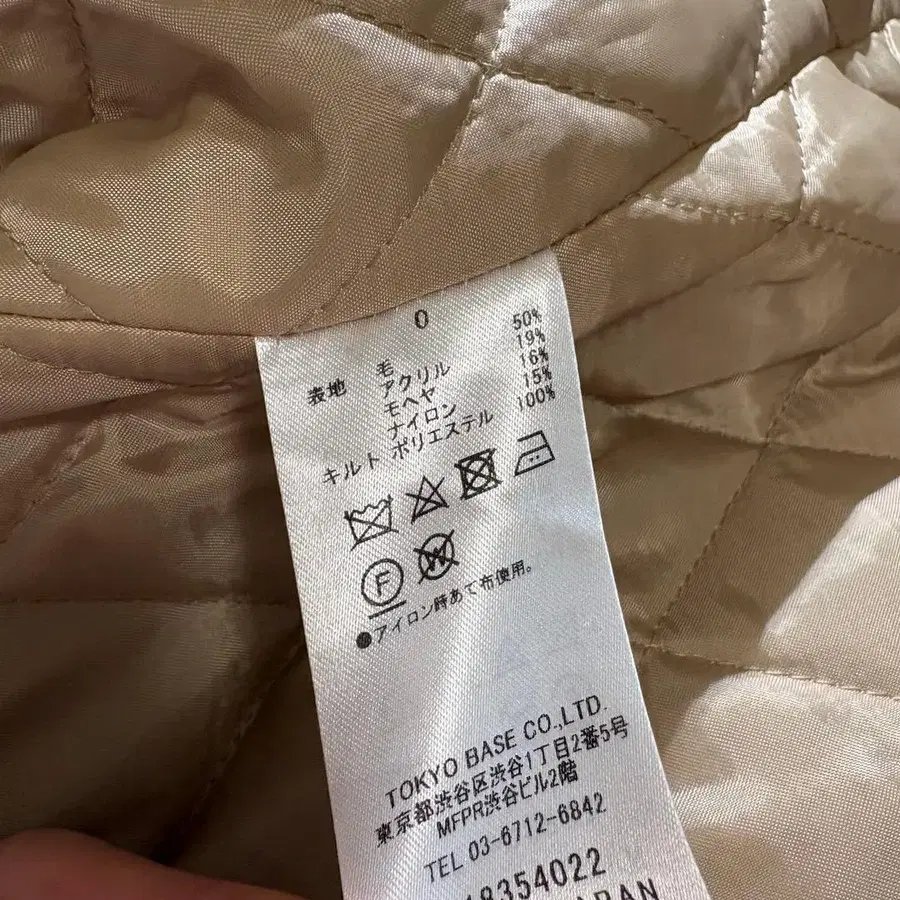 0
表地 毛 50%
アクリル 19%
モヘヤ 16%
ナイロン 15%
キルト ポリエステル 100%
F
W
●アイロン時あて布使用。
TOKYO BASE CO.,LTD.
東京都渋谷区渋谷1丁目2番5号
MFPR渋谷ビル2階
TEL 03-6712-6842
18354022
JAPAN